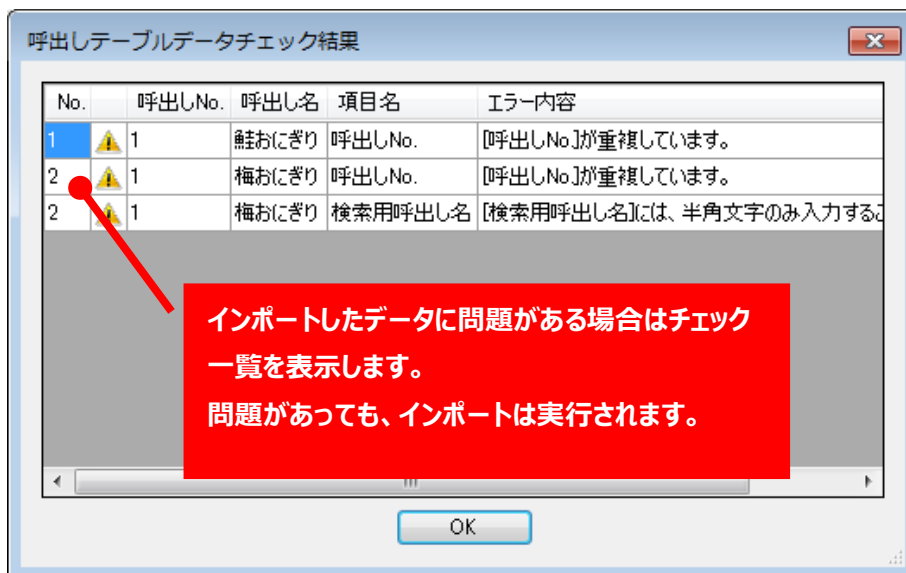 呼出しテーブルデータチェック結果
No. 呼出しNo. 呼出し名 項目名 エラー内容
1 1 鮭おにぎり 呼出しNo. [呼出しNo.]が重複しています。
2 1 梅おにぎり 呼出しNo. [呼出しNo.]が重複しています。
2 1 梅おにぎり 検索用呼出し名 [検索用呼出し名]には、半角文字のみ入力するこ
インポートしたデータに問題がある場合はチェック
一覧を表示します。
問題があっても、インポートは実行されます。
OK